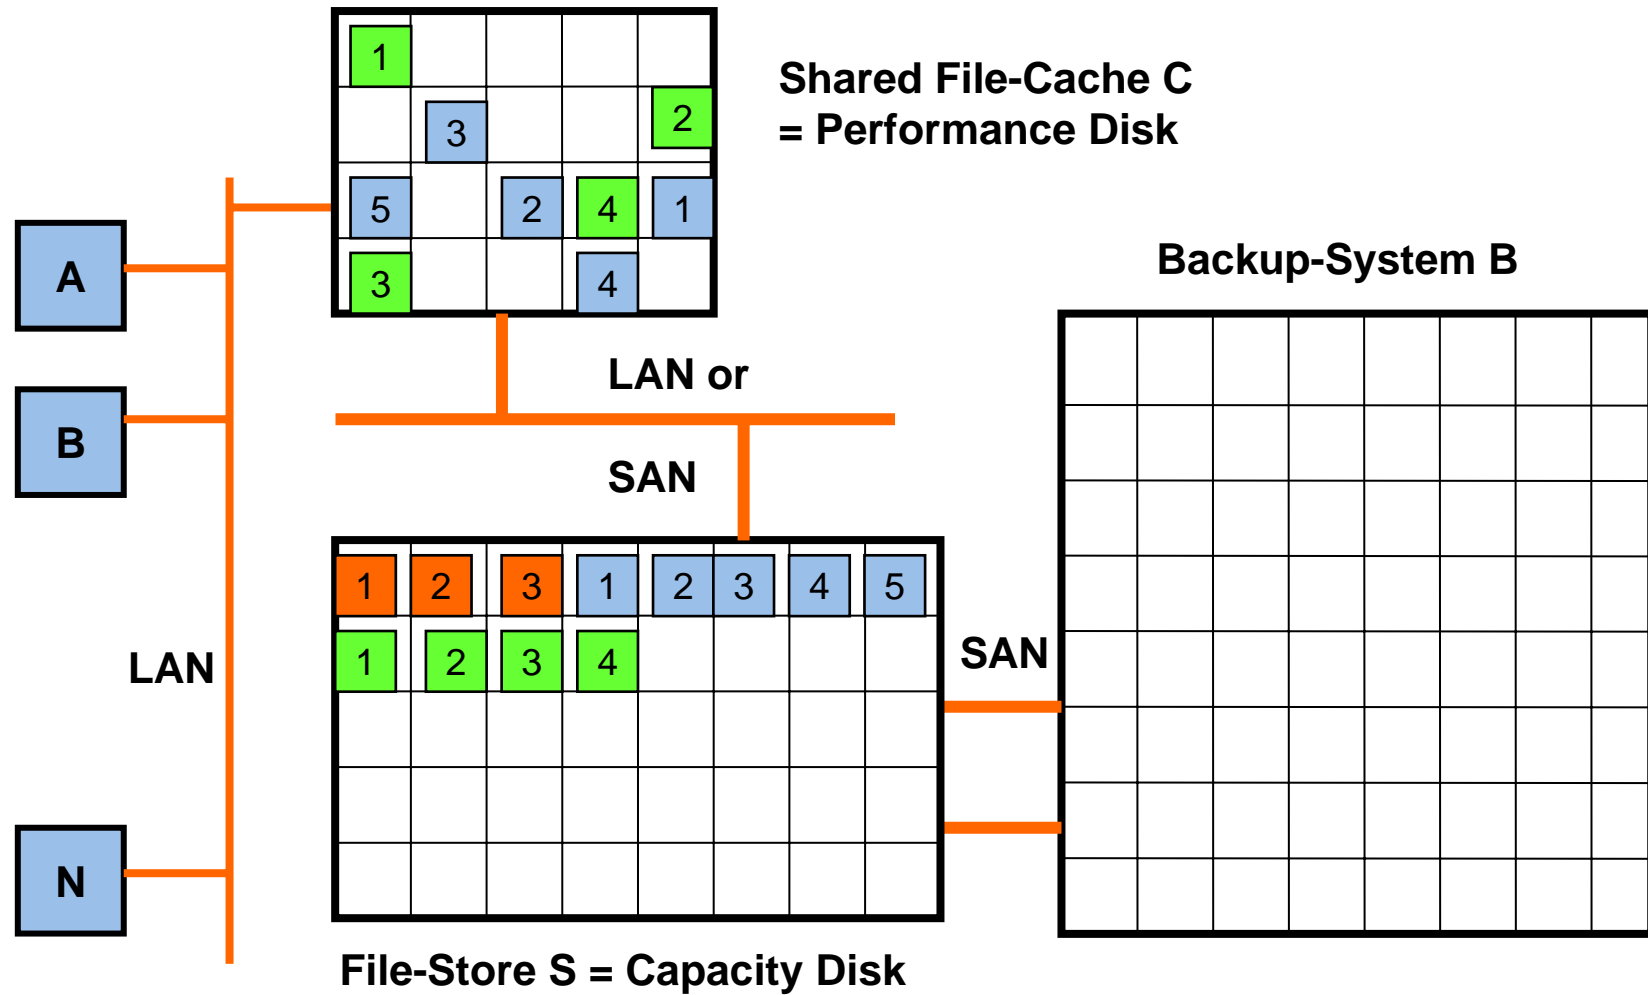 1
Shared File-Cache C
= Performance Disk
3
2
5
2
4
1
3
4
A
B
N
LAN
LAN or
SAN
Backup-System B
1
2
3
1
2
3
4
5
1
2
3
4
SAN
File-Store S = Capacity Disk